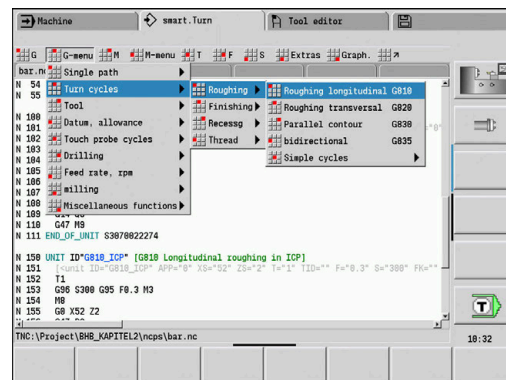 Machine
smart.Turn
Tool editor
G G-menu M M-menu T F S Extras Graph.
bar.n
N 54
N 55
N 100
N 101
N 102
N 103
N 104
N 105
N 106
N 107
N 108
N 109 G14 Q0
N 110 G47 M9
N 111 END_OF_UNIT S3070822274
Single path
Turn cycles
Tool
Datum, allowance
Touch probe cycles
Drilling
Feed rate, rpm
milling
Miscellaneous functions
Roughing
Finishing
Recessg
Thread
Roughing longitudinal G810
Roughing transversal G820
Parallel contour G830
bidirectional G835
Simple cycles
N 150 UNIT ID"G810_ICP" [G810 Longitudinal roughing in ICP]
N 151 [<unit ID="G810_ICP" APP="0" XS="52" ZS="2" T="1" TID="" F="0.3" S="300" FK=""
N 152 T1
N 153 G96 S300 G95 F0.3 M3
N 154 M8
N 155 G0 X52 Z2
TNC:\Project\BHB_KAPITEL2\ncps\bar.nc
T
10:32